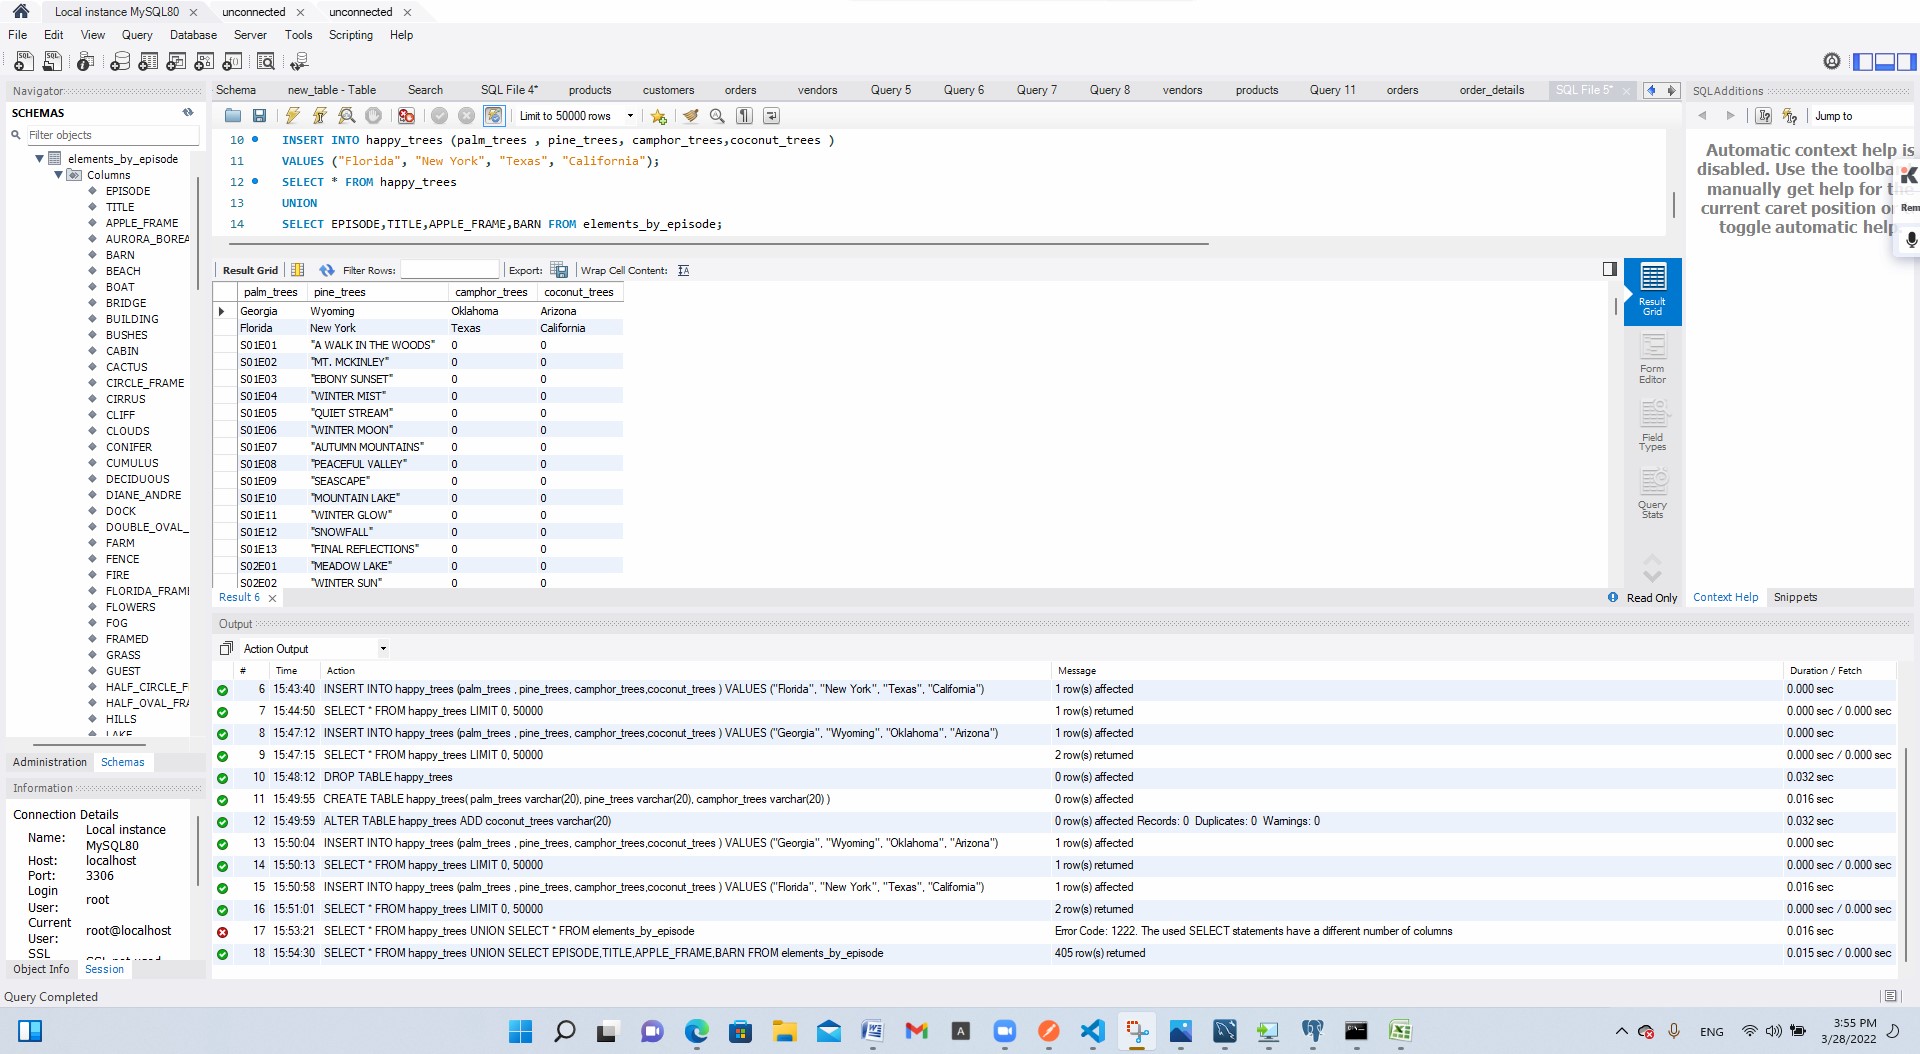 Local instance MySQL80 unconnected unconnected
File Edit View Query Database Server Tools Scripting Help
Navigator
SCHEMAS
Filter objects
elements_by_episode
Columns
EPISODE
TITLE
APPLE_FRAME
AURORA_BOREA
BARN
BEACH
BOAT
BRIDGE
BUILDING
BUSHES
CABIN
CACTUS
CIRCLE_FRAME
CIRRUS
CLIFF
CLOUDS
CONIFER
CUMULUS
DECIDUOUS
DIANE_ANDRE
DOCK
DOUBLE_OVAL_
FARM
FENCE
FIRE
FLORIDA_FRAME
FLOWERS
FOG
FRAMED
GRASS
GUEST
HALF_CIRCLE_F
HALF_OVAL_FRA
HILLS
LAKE
Administration Schemas
Information
Connection Details
Name: Local instance MySQL80
Host: localhost
Port: 3306
Login User: root
Current User: root@localhost
SSL SSL not used
Object Info Session
Query Completed
Schema new_table - Table Search SQL File 4* products customers orders vendors Query 5 Query 6 Query 7 Query 8 vendors products Query 11 orders order_details SQL File 5*
Limit to 50000 rows
10 INSERT INTO happy_trees (palm_trees , pine_trees, camphor_trees,coconut_trees )
11 VALUES ("Florida", "New York", "Texas", "California");
12 SELECT * FROM happy_trees
13 UNION
14 SELECT EPISODE,TITLE,APPLE_FRAME,BARN FROM elements_by_episode;
Result Grid Filter Rows: Export: Wrap Cell Content:
palm_trees pine_trees camphor_trees coconut_trees
Georgia Wyoming Oklahoma Arizona
Florida New York Texas California
S01E01 "A WALK IN THE WOODS" 0 0
S01E02 "MT. MCKINLEY" 0 0
S01E03 "EBONY SUNSET" 0 0
S01E04 "WINTER MIST" 0 0
S01E05 "QUIET STREAM" 0 0
S01E06 "WINTER MOON" 0 0
S01E07 "AUTUMN MOUNTAINS" 0 0
S01E08 "PEACEFUL VALLEY" 0 0
S01E09 "SEASCAPE" 0 0
S01E10 "MOUNTAIN LAKE" 0 0
S01E11 "WINTER GLOW" 0 0
S01E12 "SNOWFALL" 0 0
S01E13 "FINAL REFLECTIONS" 0 0
S02E01 "MEADOW LAKE" 0 0
S02E02 "WINTER SUN" 0 0
Result 6
Result Grid
Form Editor
Field Types
Query Stats
Read Only
SQLAdditions
Jump to
Automatic context help is
disabled. Use the toolba
manually get help for the
current caret position o
toggle automatic help.
Rem
Context Help Snippets
Output
Action Output
# Time Action Message Duration / Fetch
6 15:43:40 INSERT INTO happy_trees (palm_trees , pine_trees, camphor_trees,coconut_trees ) VALUES ("Florida", "New York", "Texas", "California") 1 row(s) affected 0.000 sec
7 15:44:50 SELECT * FROM happy_trees LIMIT 0, 50000 1 row(s) returned 0.000 sec / 0.000 sec
8 15:47:12 INSERT INTO happy_trees (palm_trees , pine_trees, camphor_trees,coconut_trees ) VALUES ("Georgia", "Wyoming", "Oklahoma", "Arizona") 1 row(s) affected 0.000 sec
9 15:47:15 SELECT * FROM happy_trees LIMIT 0, 50000 2 row(s) returned 0.000 sec / 0.000 sec
10 15:48:12 DROP TABLE happy_trees 0 row(s) affected 0.032 sec
11 15:49:55 CREATE TABLE happy_trees( palm_trees varchar(20), pine_trees varchar(20), camphor_trees varchar(20) ) 0 row(s) affected 0.016 sec
12 15:49:59 ALTER TABLE happy_trees ADD coconut_trees varchar(20) 0 row(s) affected Records: 0 Duplicates: 0 Warnings: 0 0.032 sec
13 15:50:04 INSERT INTO happy_trees (palm_trees , pine_trees, camphor_trees,coconut_trees ) VALUES ("Georgia", "Wyoming", "Oklahoma", "Arizona") 1 row(s) affected 0.000 sec
14 15:50:13 SELECT * FROM happy_trees LIMIT 0, 50000 1 row(s) returned 0.000 sec / 0.000 sec
15 15:50:58 INSERT INTO happy_trees (palm_trees , pine_trees, camphor_trees,coconut_trees ) VALUES ("Florida", "New York", "Texas", "California") 1 row(s) affected 0.016 sec
16 15:51:01 SELECT * FROM happy_trees LIMIT 0, 50000 2 row(s) returned 0.000 sec / 0.000 sec
17 15:53:21 SELECT * FROM happy_trees UNION SELECT * FROM elements_by_episode Error Code: 1222. The used SELECT statements have a different number of columns 0.016 sec
18 15:54:30 SELECT * FROM happy_trees UNION SELECT EPISODE,TITLE,APPLE_FRAME,BARN FROM elements_by_episode 405 row(s) returned 0.015 sec / 0.000 sec
ENG
3:55 PM
3/28/2022